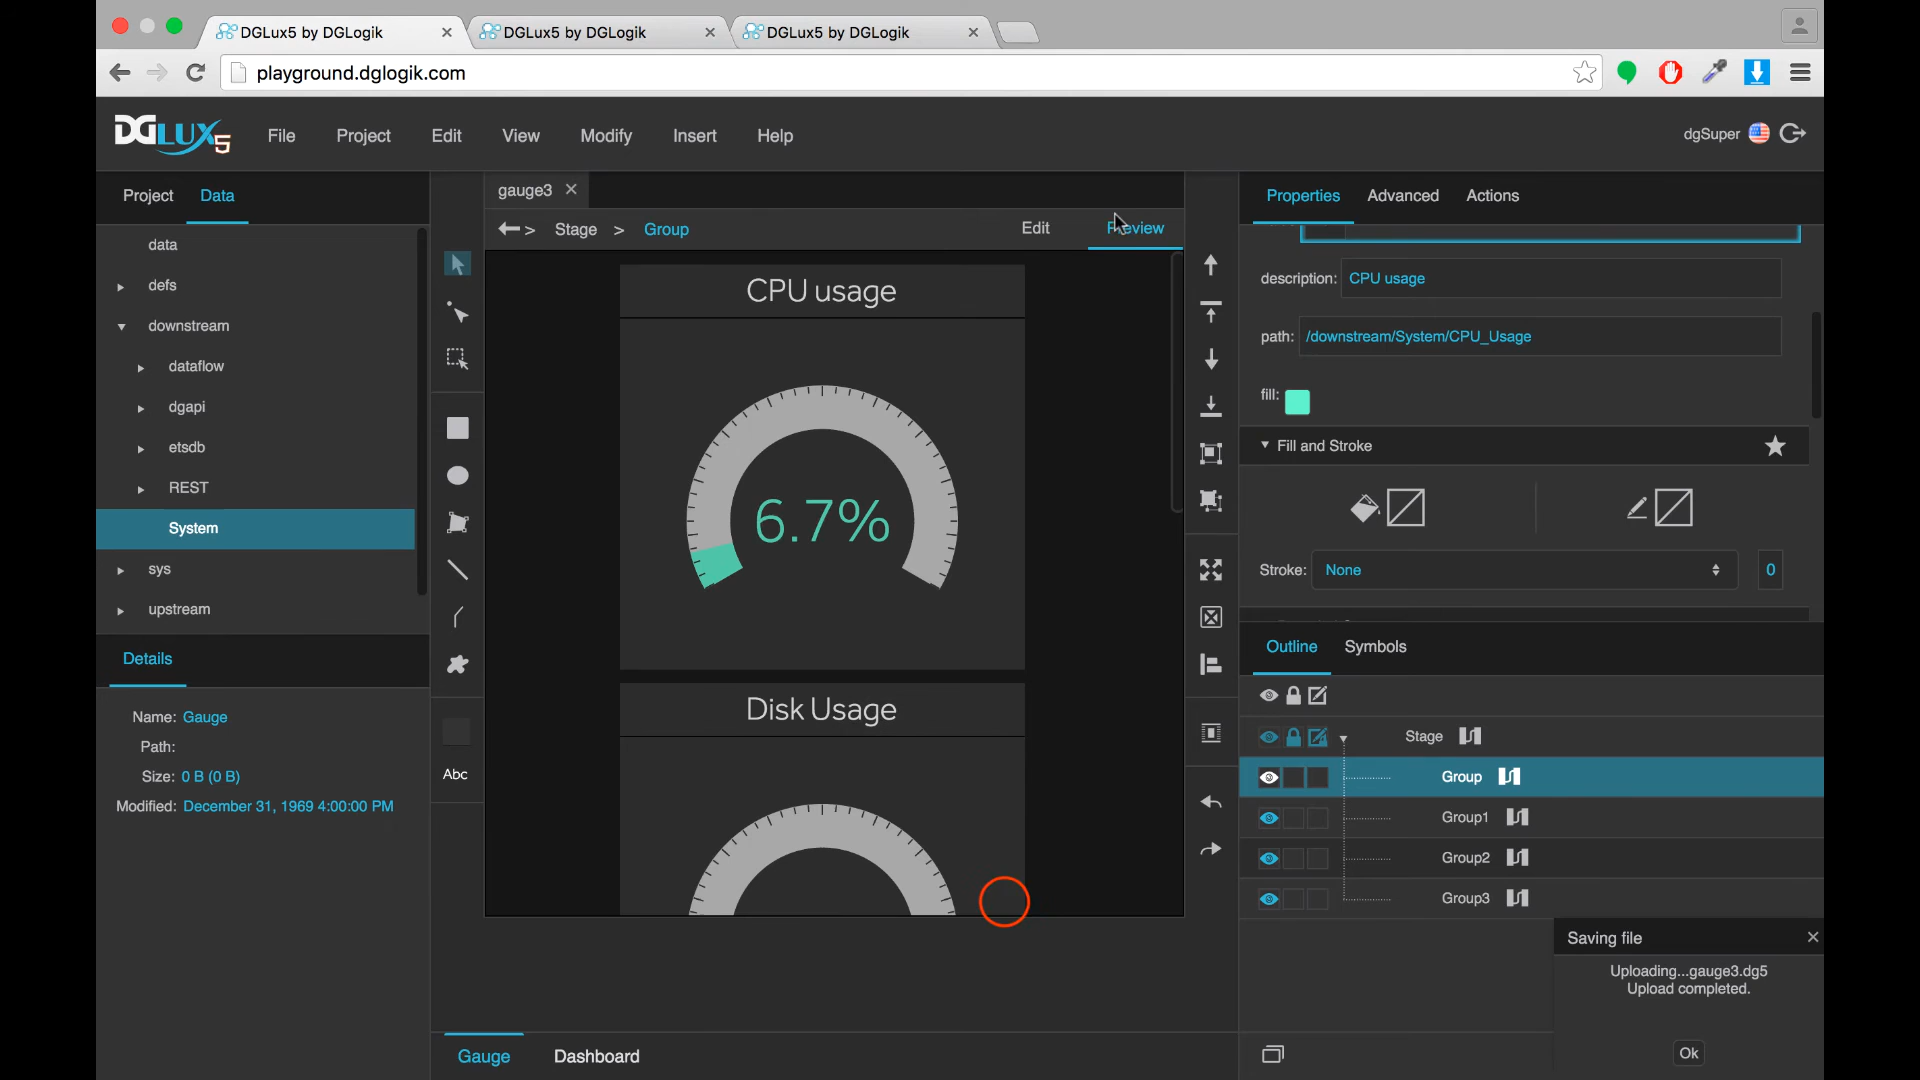 DGLux5 by DGLogik
DGLux5 by DGLogik
DGLux5 by DGLogik
playground.dglogik.com
DGLUX5
File Project Edit View Modify Insert Help
dgSuper
Project Data
data
defs
downstream
dataflow
dgapi
etsdb
REST
System
sys
upstream
Details
Name: Gauge
Path:
Size: 0 B (0 B)
Modified: December 31, 1969 4:00:00 PM
Abc
gauge3
> Stage > Group
Edit Preview
CPU usage
6.7%
Disk Usage
Gauge Dashboard
Properties Advanced Actions
description: CPU usage
path: /downstream/System/CPU_Usage
fill:
Fill and Stroke
Stroke: None 0
Outline Symbols
Stage
Group
Group1
Group2
Group3
Saving file
Uploading...gauge3.dg5
Upload completed.
Ok